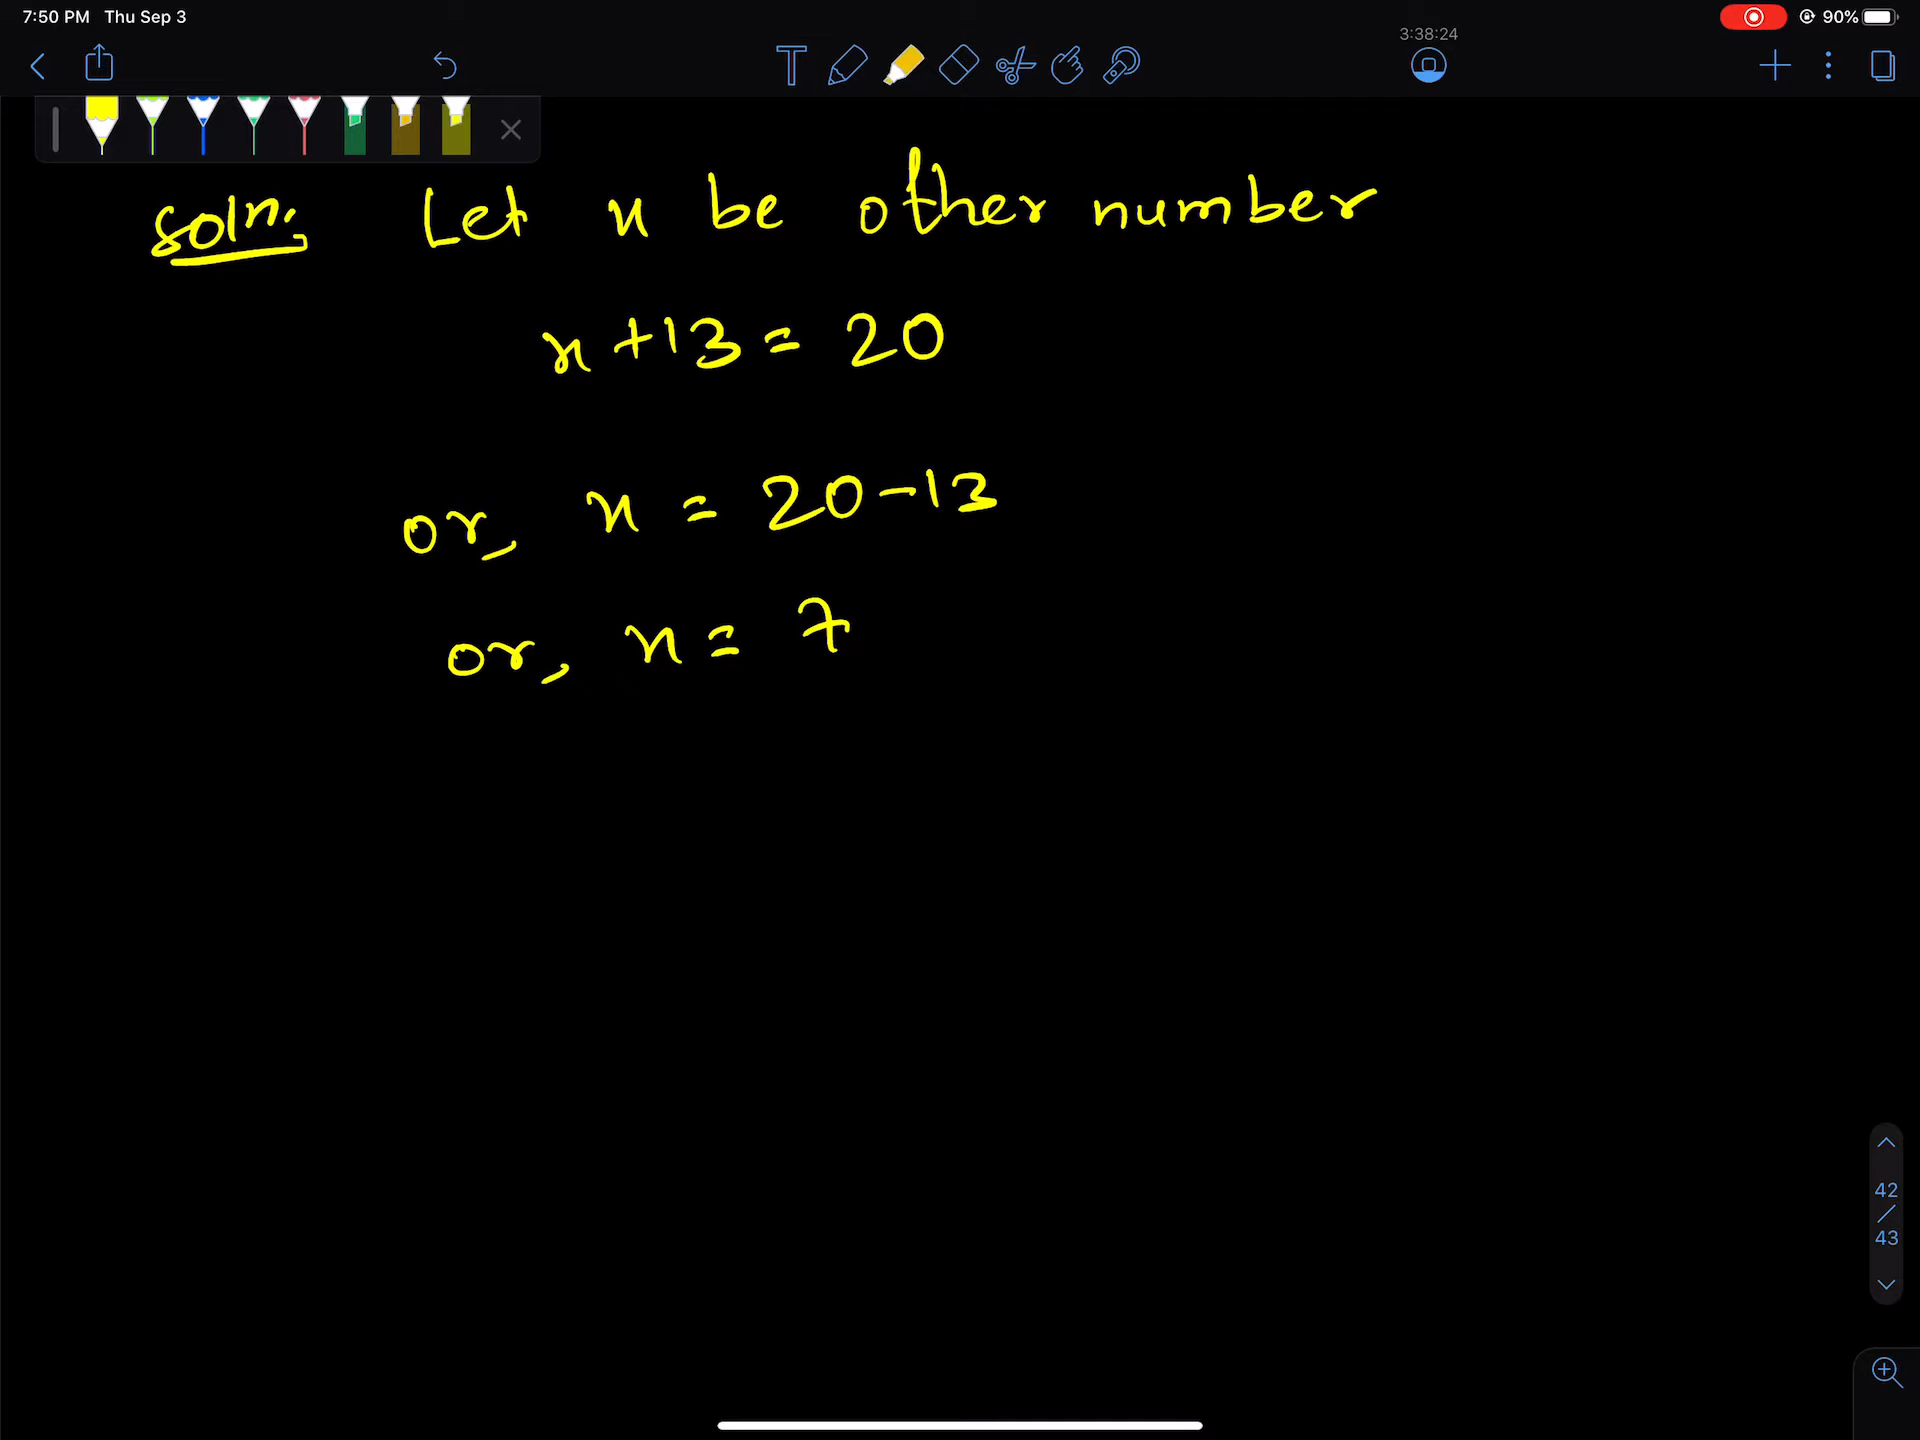 7:50 PM Thu Sep 3
90%
3:38:24
soln: Let x be other number
x + 13 = 20
or, x = 20 - 13
or, x = 7
42
/
43